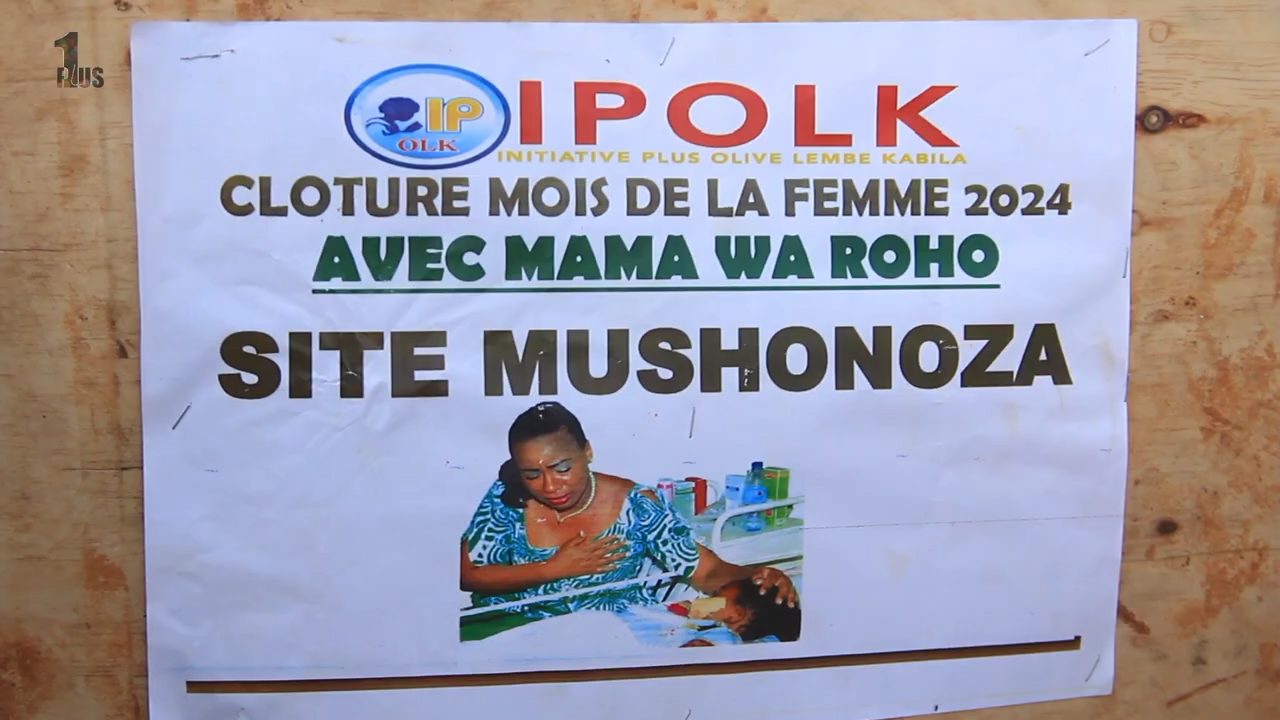 1
PLUS
IP
OLK
IPOLK
INITIATIVE PLUS OLIVE LEMBE KABILA
CLOTURE MOIS DE LA FEMME 2024
AVEC MAMA WA ROHO
SITE MUSHONOZA